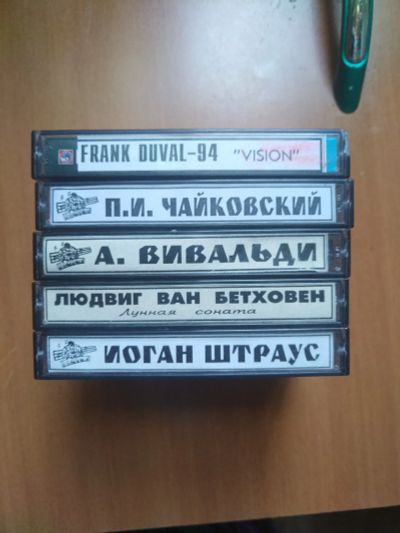 FRANK DUVAL-94 "VISION"
П.И. ЧАЙКОВСКИЙ
А. ВИВАЛЬДИ
ЛЮДВИГ ВАН БЕТХОВЕН
Лунная соната
ИОГАН ШТРАУС